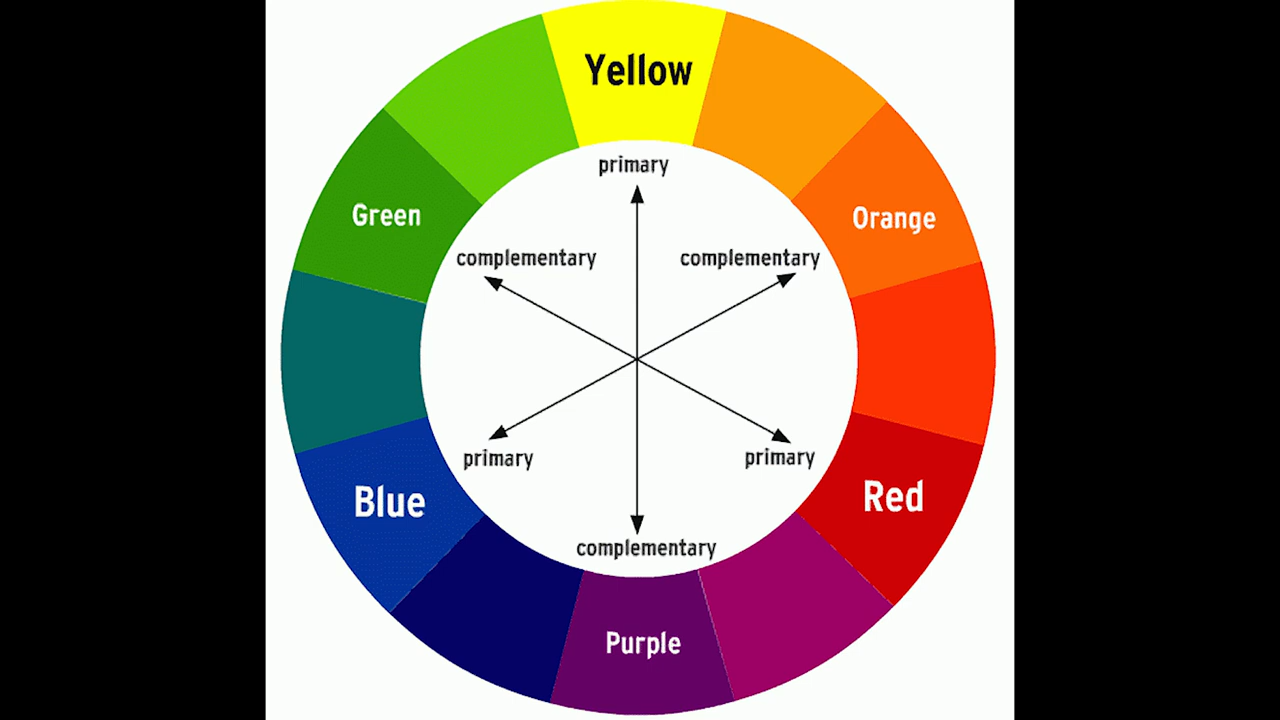 Yellow
primary
Green
Orange
complementary
complementary
primary
primary
Blue
Red
complementary
Purple